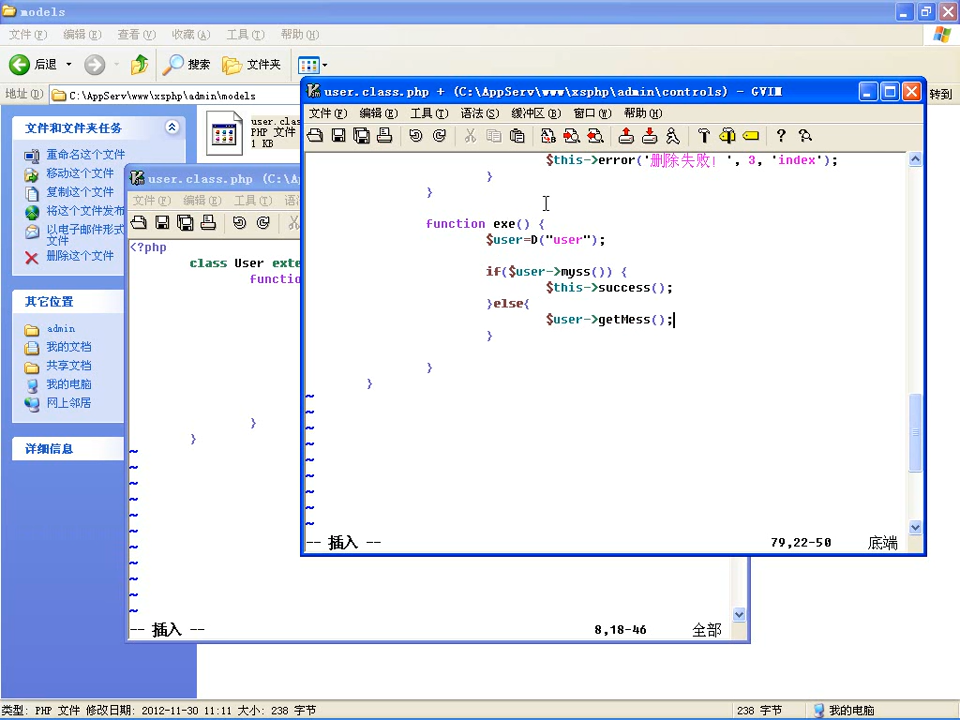 models
文件(F) 编辑(E) 查看(V) 收藏(A) 工具(T) 帮助(H)
后退 搜索 文件夹
地址(D) C:\AppServ\www\xsphp\admin\models 转到
文件和文件夹任务
重命名这个文件
移动这个文件
复制这个文件
将这个文件发布
以电子邮件形式
文件
删除这个文件
其它位置
admin
我的文档
共享文档
我的电脑
网上邻居
详细信息
user.clas
PHP 文件
1 KB
user.class.php (C:\A
文件(F) 编辑(E) 工具(T) 语
<?php
class User exte
functio
}
}
~
~
~
~
~
~
~
~
~
~
~
-- 插入 --
8,18-46 全部
user.class.php + (C:\AppServ\www\xsphp\admin\controls) - GVIM
文件(F) 编辑(E) 工具(T) 语法(S) 缓冲区(B) 窗口(W) 帮助(H)
$this->error('删除失败! ', 3, 'index');
}
}
function exe() {
$user=D("user");
if($user->myss()) {
$this->success();
}else{
$user->getMess();
}
}
}
~
~
~
~
~
~
~
~
~
-- 插入 --
79,22-50 底端
类型: PHP 文件 修改日期: 2012-11-30 11:11 大小: 238 字节 238 字节 我的电脑